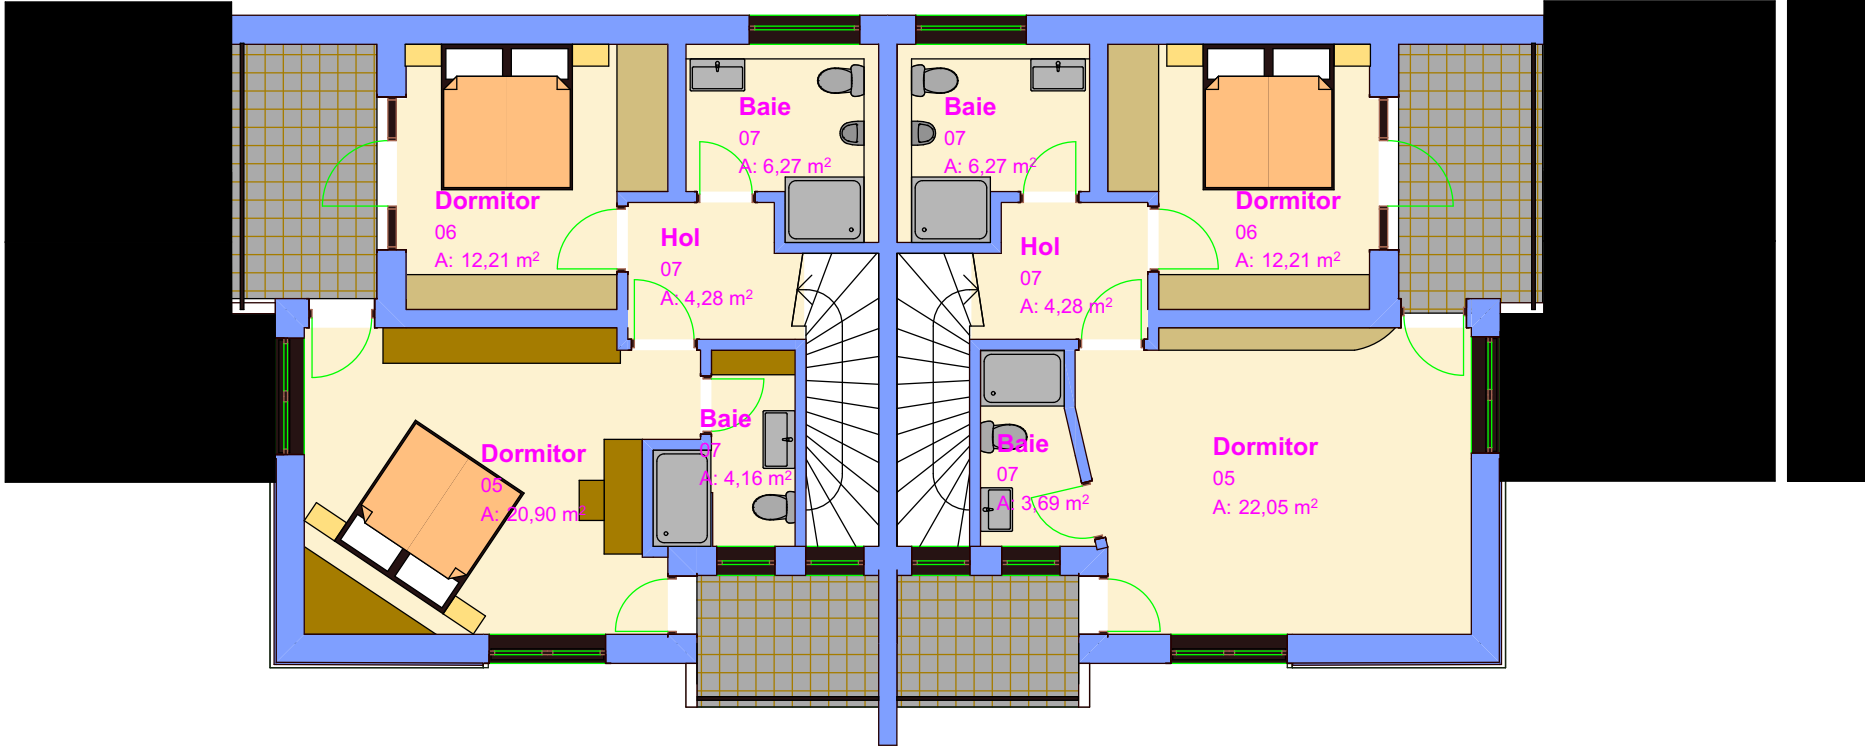 Baie
07
A: 6,27 m²
Baie
07
A: 6,27 m²
Dormitor
06
A: 12,21 m²
Dormitor
06
A: 12,21 m²
Hol
07
A: 4,28 m²
Hol
07
A: 4,28 m²
Baie
07
A: 4,16 m²
Dormitor
05
A: 20,90 m²
Baie
07
A: 3,69 m²
Dormitor
05
A: 22,05 m²